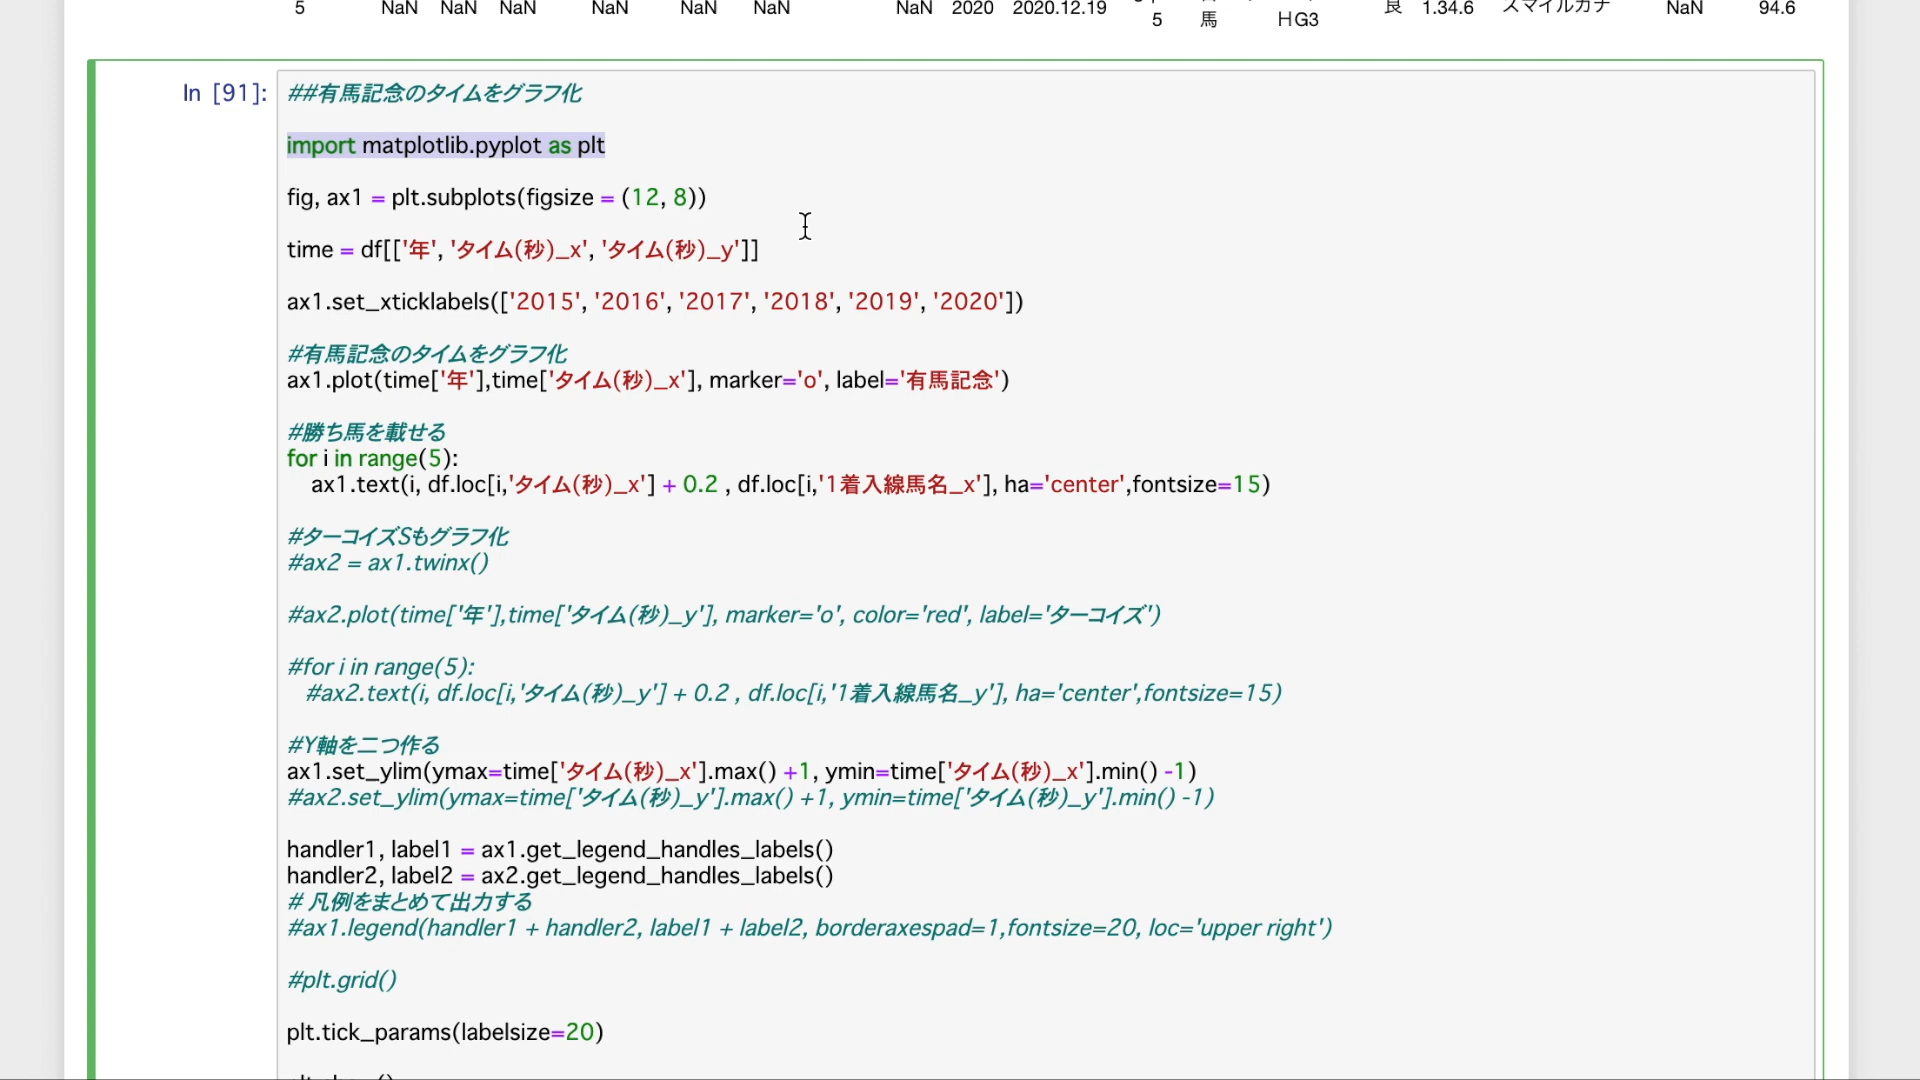 5 NaN NaN NaN NaN NaN NaN NaN 2020 2020.12.19 5 馬 HG3 良 1.34.6 スマイルカナ NaN 94.6
In [91]:
##有馬記念のタイムをグラフ化
import matplotlib.pyplot as plt
fig, ax1 = plt.subplots(figsize = (12, 8))
time = df[['年', 'タイム(秒)_x', 'タイム(秒)_y']]
ax1.set_xticklabels(['2015', '2016', '2017', '2018', '2019', '2020'])
#有馬記念のタイムをグラフ化
ax1.plot(time['年'],time['タイム(秒)_x'], marker='o', label='有馬記念')
#勝ち馬を載せる
for i in range(5):
    ax1.text(i, df.loc[i,'タイム(秒)_x'] + 0.2 , df.loc[i,'1着入線馬名_x'], ha='center',fontsize=15)
#ターコイズSもグラフ化
#ax2 = ax1.twinx()
#ax2.plot(time['年'],time['タイム(秒)_y'], marker='o', color='red', label='ターコイズ')
#for i in range(5):
   #ax2.text(i, df.loc[i,'タイム(秒)_y'] + 0.2 , df.loc[i,'1着入線馬名_y'], ha='center',fontsize=15)
#Y軸を二つ作る
ax1.set_ylim(ymax=time['タイム(秒)_x'].max() +1, ymin=time['タイム(秒)_x'].min() -1)
#ax2.set_ylim(ymax=time['タイム(秒)_y'].max() +1, ymin=time['タイム(秒)_y'].min() -1)
handler1, label1 = ax1.get_legend_handles_labels()
handler2, label2 = ax2.get_legend_handles_labels()
# 凡例をまとめて出力する
#ax1.legend(handler1 + handler2, label1 + label2, borderaxespad=1,fontsize=20, loc='upper right')
#plt.grid()
plt.tick_params(labelsize=20)